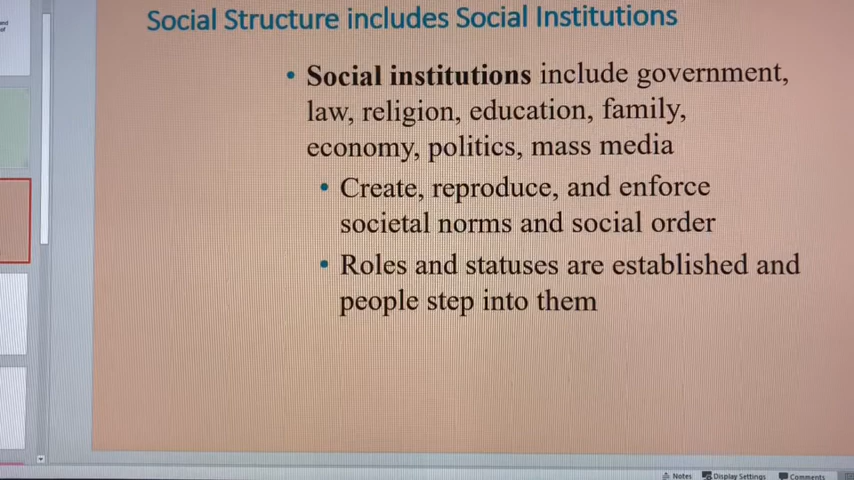 Social Structure includes Social Institutions
• Social institutions include government,
law, religion, education, family,
economy, politics, mass media
• Create, reproduce, and enforce
societal norms and social order
• Roles and statuses are established and
people step into them
Notes Display Settings Comments